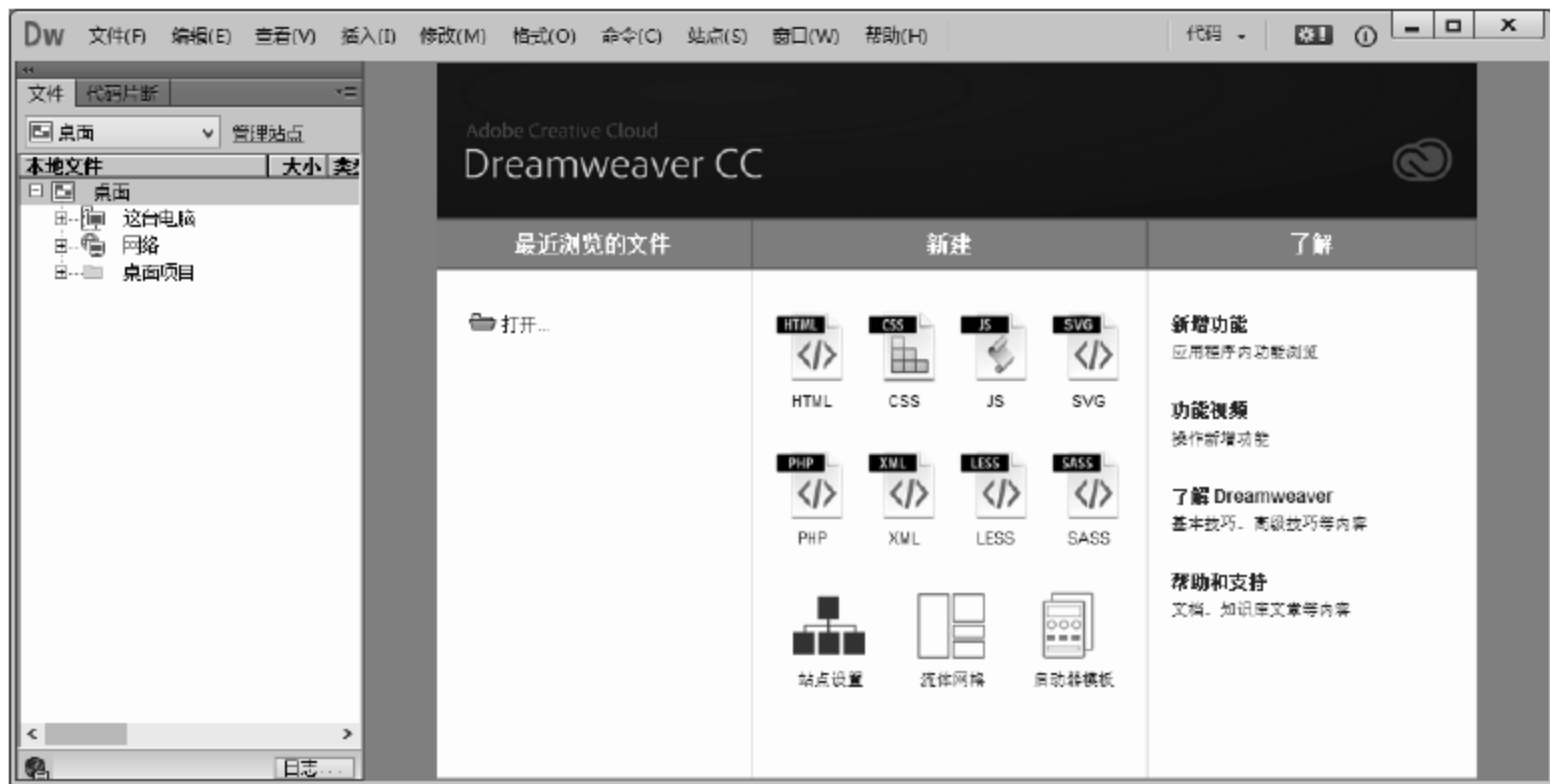 Dw 文件(F) 编辑(E) 查看(V) 插入(I) 修改(M) 格式(O) 命令(C) 站点(S) 窗口(W) 帮助(H) 代码
文件 代码片断
桌面 管理站点
本地文件 大小 类
桌面
这台电脑
网络
桌面项目
日志...
Adobe Creative Cloud
Dreamweaver CC
最近浏览的文件 新建 了解
打开...
HTML CSS JS SVG
HTML CSS JS SVG
PHP XML LESS SASS
PHP XML LESS SASS
站点设置 流体网格 启动器模板
新增功能
应用程序内功能浏览
功能视频
操作新增功能
了解 Dreamweaver
基本技巧、高级技巧等内容
帮助和支持
文档、知识库文章等内容